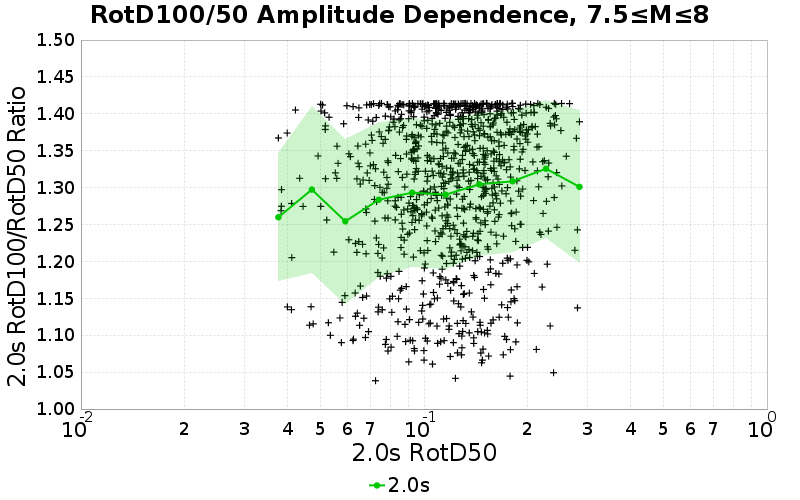 RotD100/50 Amplitude Dependence, 7.5≤M≤8
2.0s RotD100/RotD50 Ratio
1.50
1.45
1.40
1.35
1.30
1.25
1.20
1.15
1.10
1.05
1.00
10^-2 2 3 4 5 6 7 10^-1 2 3 4 5 6 7 10^0
2.0s RotD50
2.0s